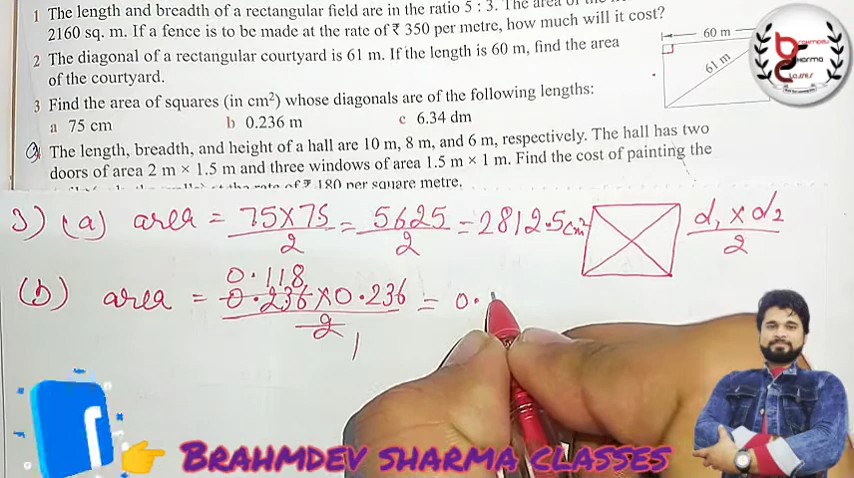 1 The length and breadth of a rectangular field are in the ratio 5 : 3. The area of the
2160 sq. m. If a fence is to be made at the rate of ₹ 350 per metre, how much will it cost?
2 The diagonal of a rectangular courtyard is 61 m. If the length is 60 m, find the area
of the courtyard.
60 m
61 m
3 Find the area of squares (in cm²) whose diagonals are of the following lengths:
a 75 cm b 0.236 m c 6.34 dm
The length, breadth, and height of a hall are 10 m, 8 m, and 6 m, respectively. The hall has two
doors of area 2 m × 1.5 m and three windows of area 1.5 m × 1 m. Find the cost of painting the
at the rate of ₹ 180 per square metre.
3) (a) area = 75×75/2 = 5625/2 = 2812.5cm² d₁ × d₂/2
0.118
(b) area = 0.236×0.236/2 = 0.
1
BRAHMDEV SHARMA CLASSES